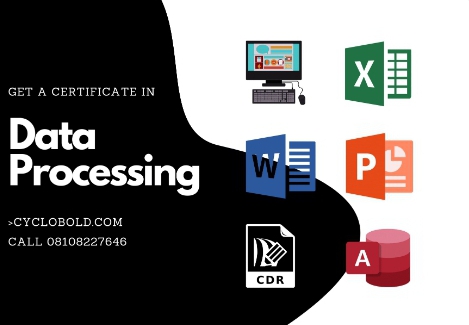 GET A CERTIFICATE IN
Data
Processing
>CYCLOBOLD.COM
CALL 08108227646
X
W
P
CDR
A